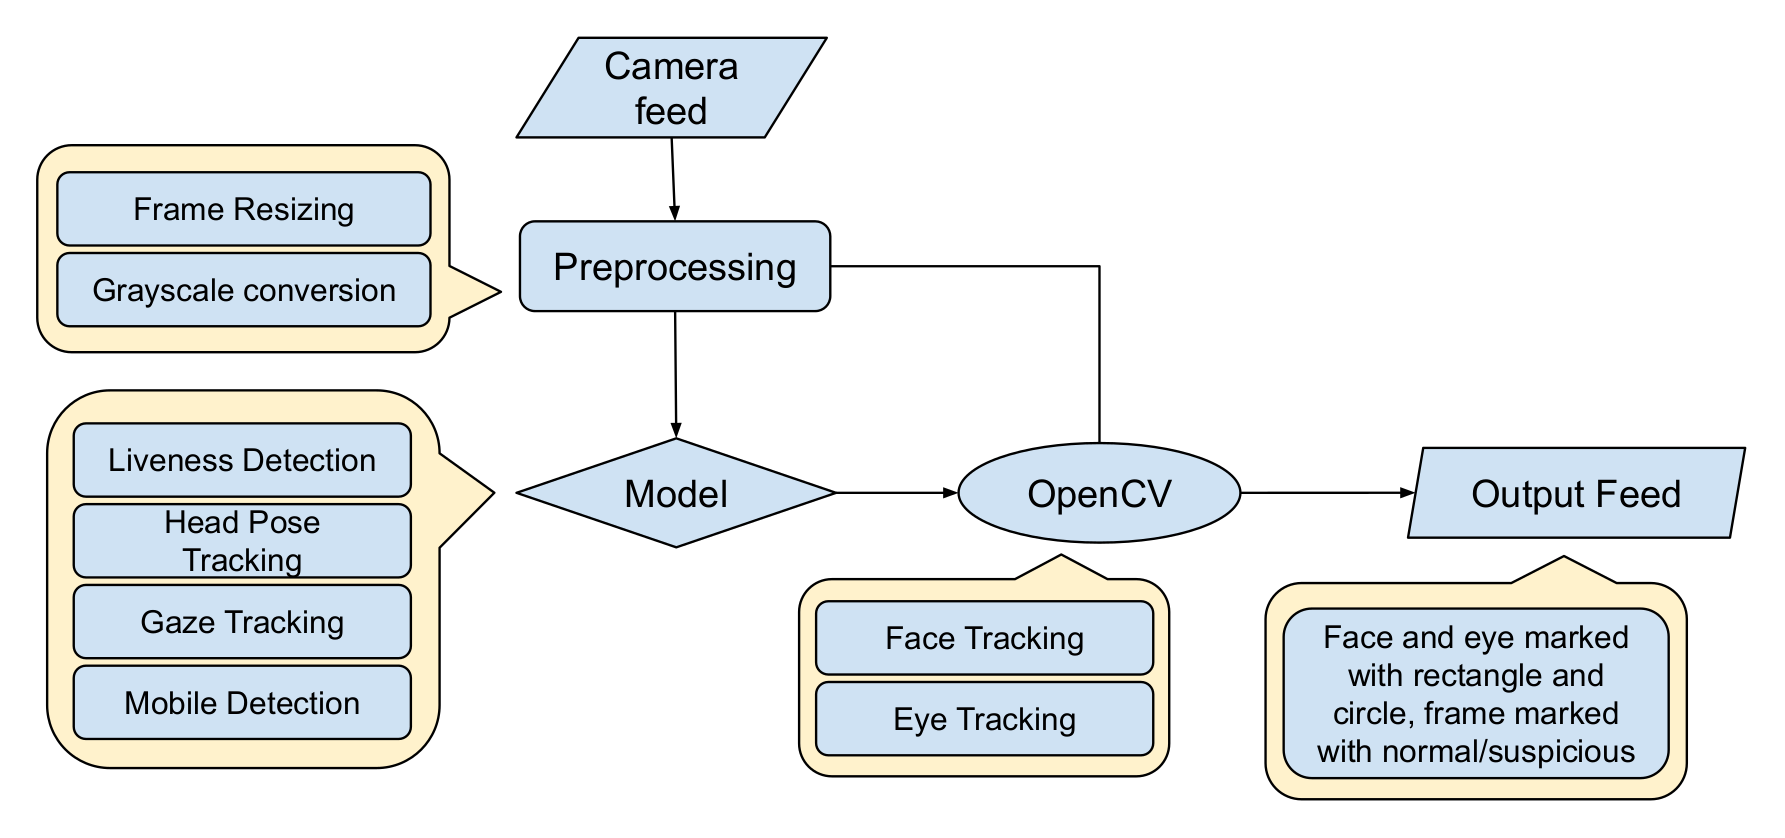 Camera
feed
Frame Resizing
Grayscale conversion
Preprocessing
Liveness Detection
Head Pose
Tracking
Gaze Tracking
Mobile Detection
Model
OpenCV
Output Feed
Face Tracking
Eye Tracking
Face and eye marked
with rectangle and
circle, frame marked
with normal/suspicious